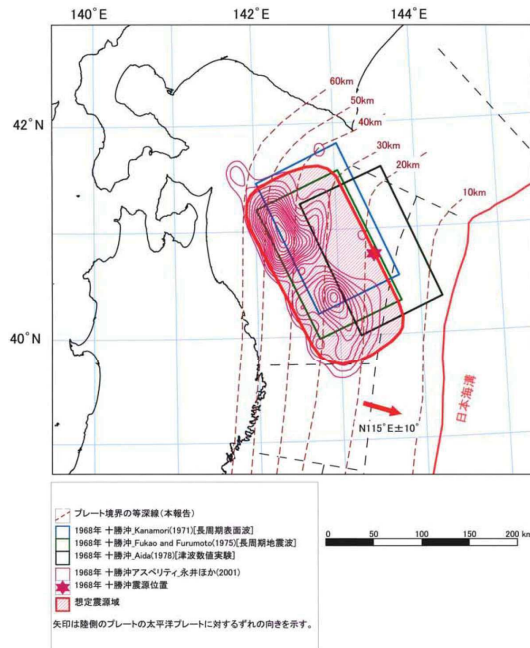 140°E
142°E
144°E
60km
50km
42°N
40km
30km
20km
10km
40°N
日本海溝
N115°E±10°
プレート境界の等深線（本報告）
1968年 十勝沖_Kanamori(1971)[長周期表面波]
1968年 十勝沖_Fukao and Furumoto(1975)[長周期地震波]
1968年 十勝沖_Aida(1978)[津波数値実験]
1968年 十勝沖アスペリティ_永井ほか(2001)
1968年 十勝沖震源位置
想定震源域
矢印は陸側のプレートの太平洋プレートに対するずれの向きを示す。
0 50 100 150 200 km